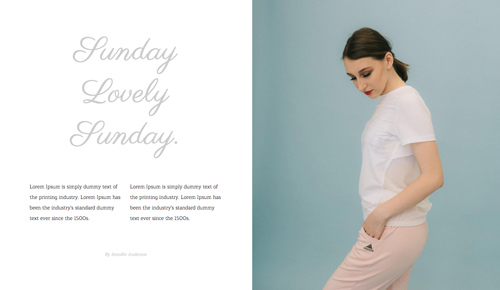 Sunday
Lovely
Sunday.
Lorem Ipsum is simply dummy text of
the printing industry. Lorem Ipsum has
been the industry's standard dummy
text ever since the 1500s.
Lorem Ipsum is simply dummy text of
the printing industry. Lorem Ipsum has
been the industry's standard dummy
text ever since the 1500s.